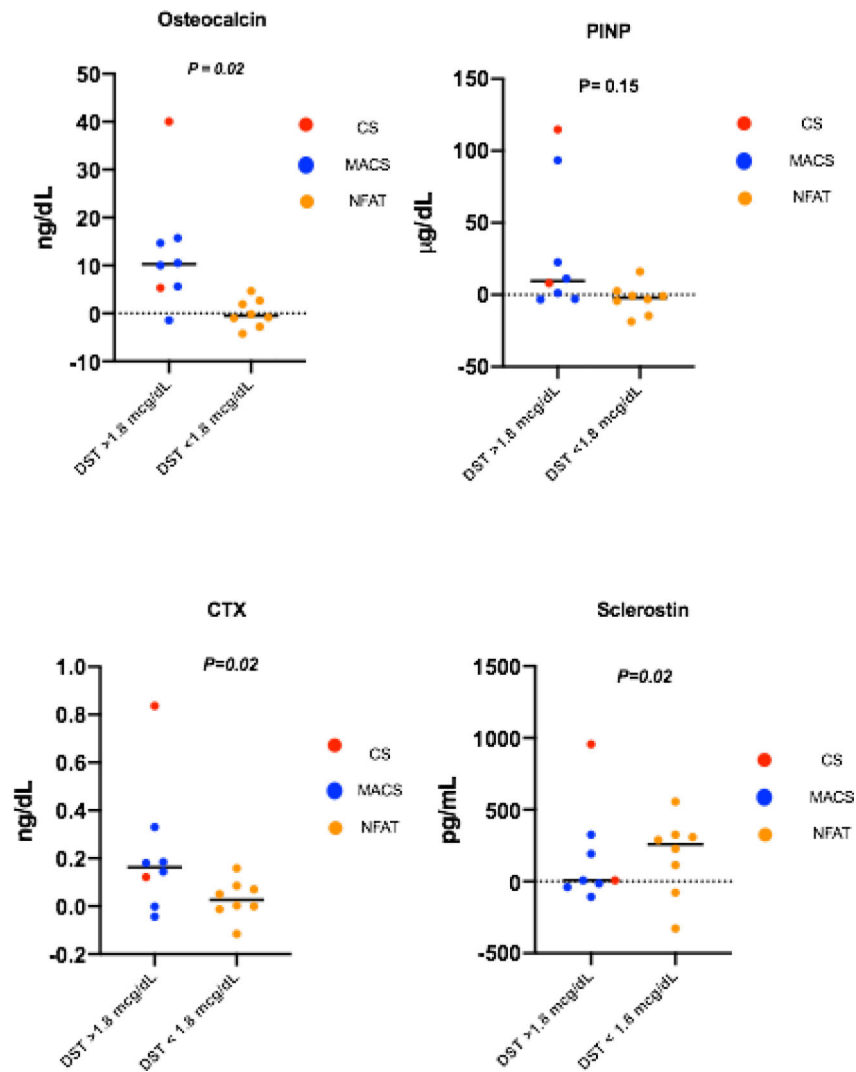 Osteocalcin
P = 0.02
50
40
30
20
10
0
-10
ng/dL
CS
MACS
NFAT
DST >1.8 mcg/dL
DST <1.8 mcg/dL
PINP
P= 0.15
150
100
50
0
-50
µg/dL
CS
MACS
NFAT
DST >1.8 mcg/dL
DST <1.8 mcg/dL
CTX
P=0.02
1.0
0.8
0.6
0.4
0.2
0.0
-0.2
ng/dL
CS
MACS
NFAT
DST >1.8 mcg/dL
DST < 1.8 mcg/dL
Sclerostin
P=0.02
1500
1000
500
0
-500
pg/mL
CS
MACS
NFAT
DST >1.8 mcg/dL
DST < 1.8 mcg/dL